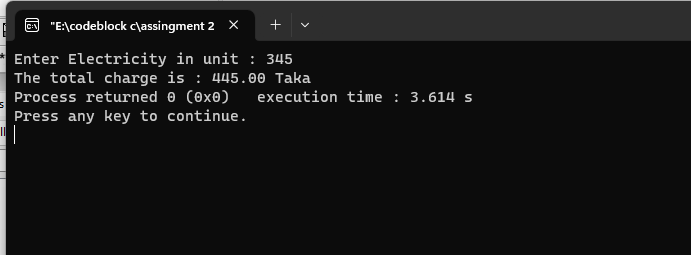 "E:\codeblock c\assingment 2
Enter Electricity in unit : 345
The total charge is : 445.00 Taka
Process returned 0 (0x0)   execution time : 3.614 s
Press any key to continue.